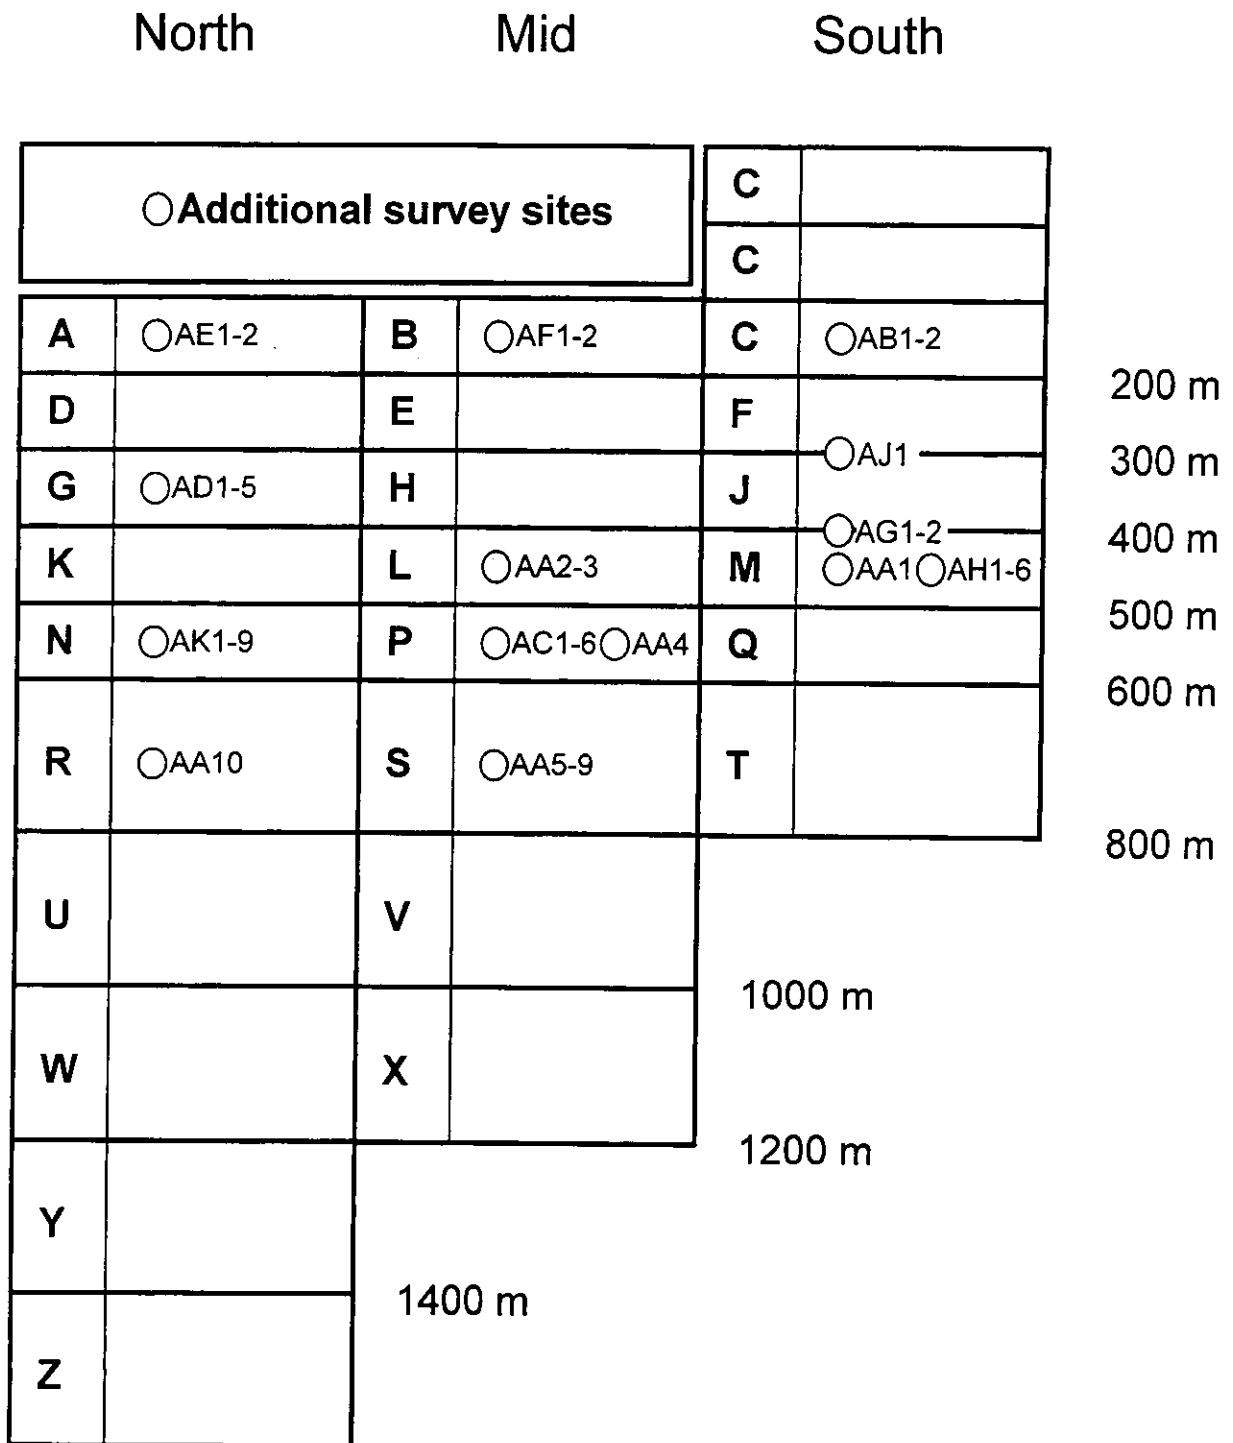 North Mid South
C
○Additional survey sites
C
A ○AE1-2 B ○AF1-2 C ○AB1-2
200 m
D E F
○AJ1 300 m
G ○AD1-5 H J
○AG1-2 400 m
K L ○AA2-3 M ○AA1○AH1-6
500 m
N ○AK1-9 P ○AC1-6○AA4 Q
600 m
R ○AA10 S ○AA5-9 T
800 m
U V
1000 m
W X
1200 m
Y
1400 m
Z